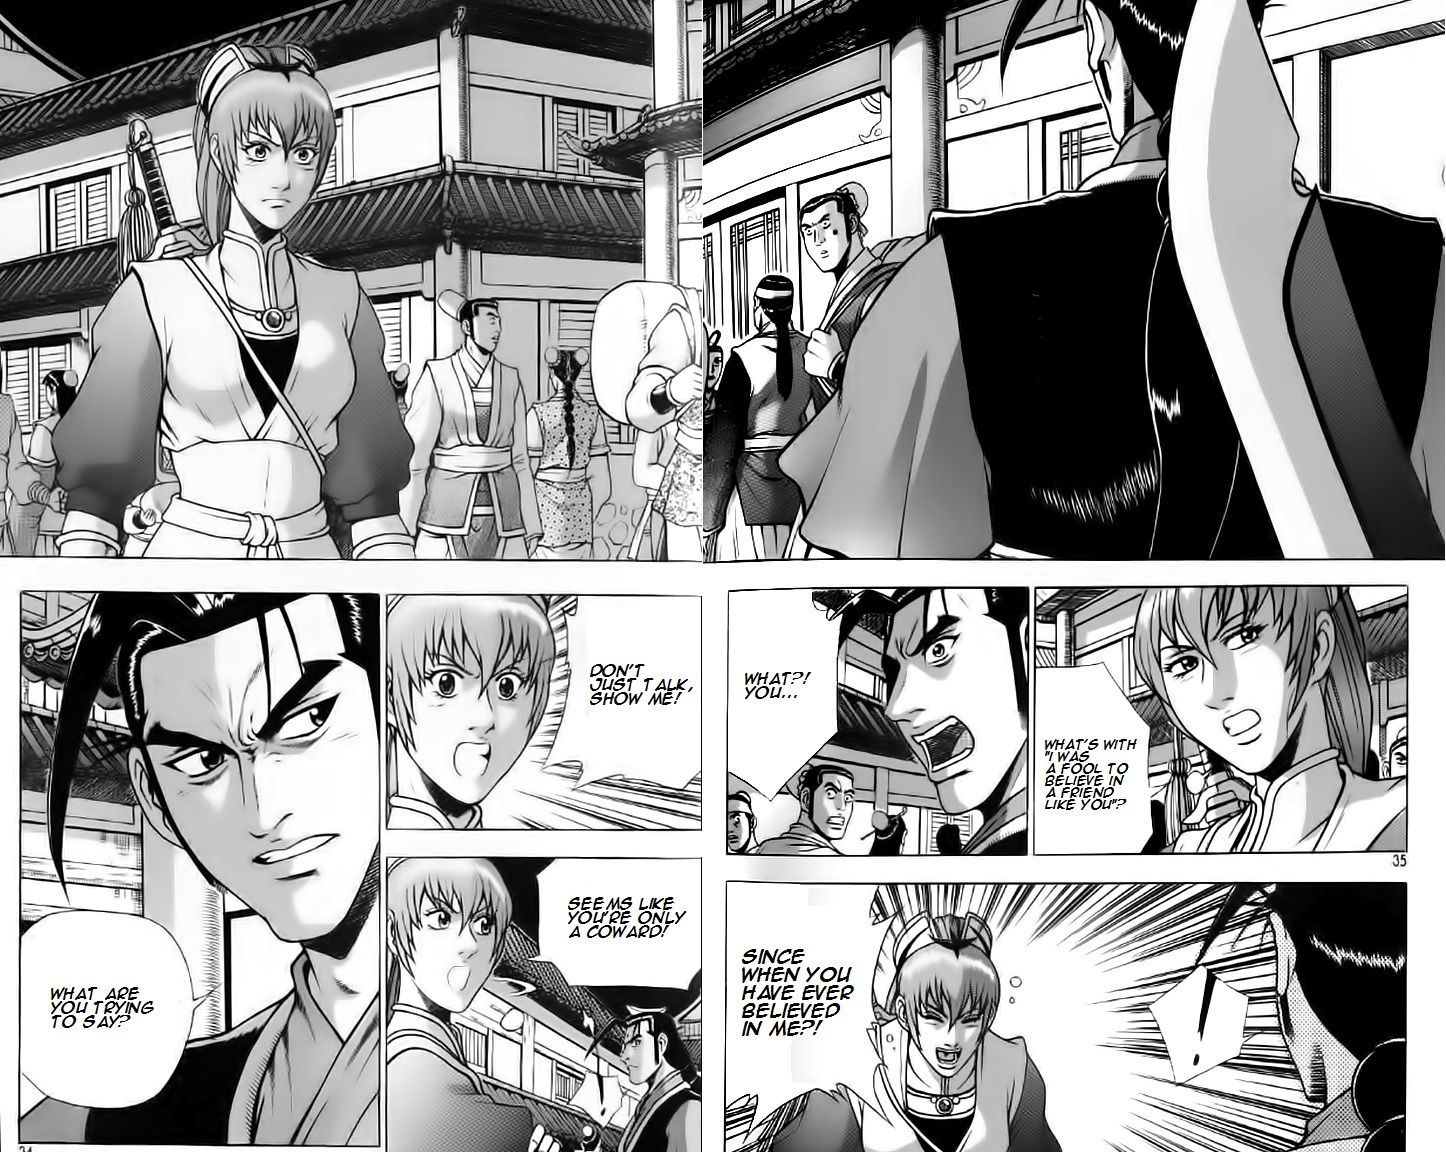 WHAT ARE
YOU TRYING
TO SAY?
DON'T
JUST TALK,
SHOW ME!
SEEMS LIKE
YOU'RE ONLY
A COWARD!
!
34
WHAT?!
YOU...
WHAT'S WITH
"I WAS
A FOOL TO
BELIEVE IN
A FRIEND
LIKE YOU"?
35
SINCE
WHEN YOU
HAVE EVER
BELIEVED
IN ME?!
!